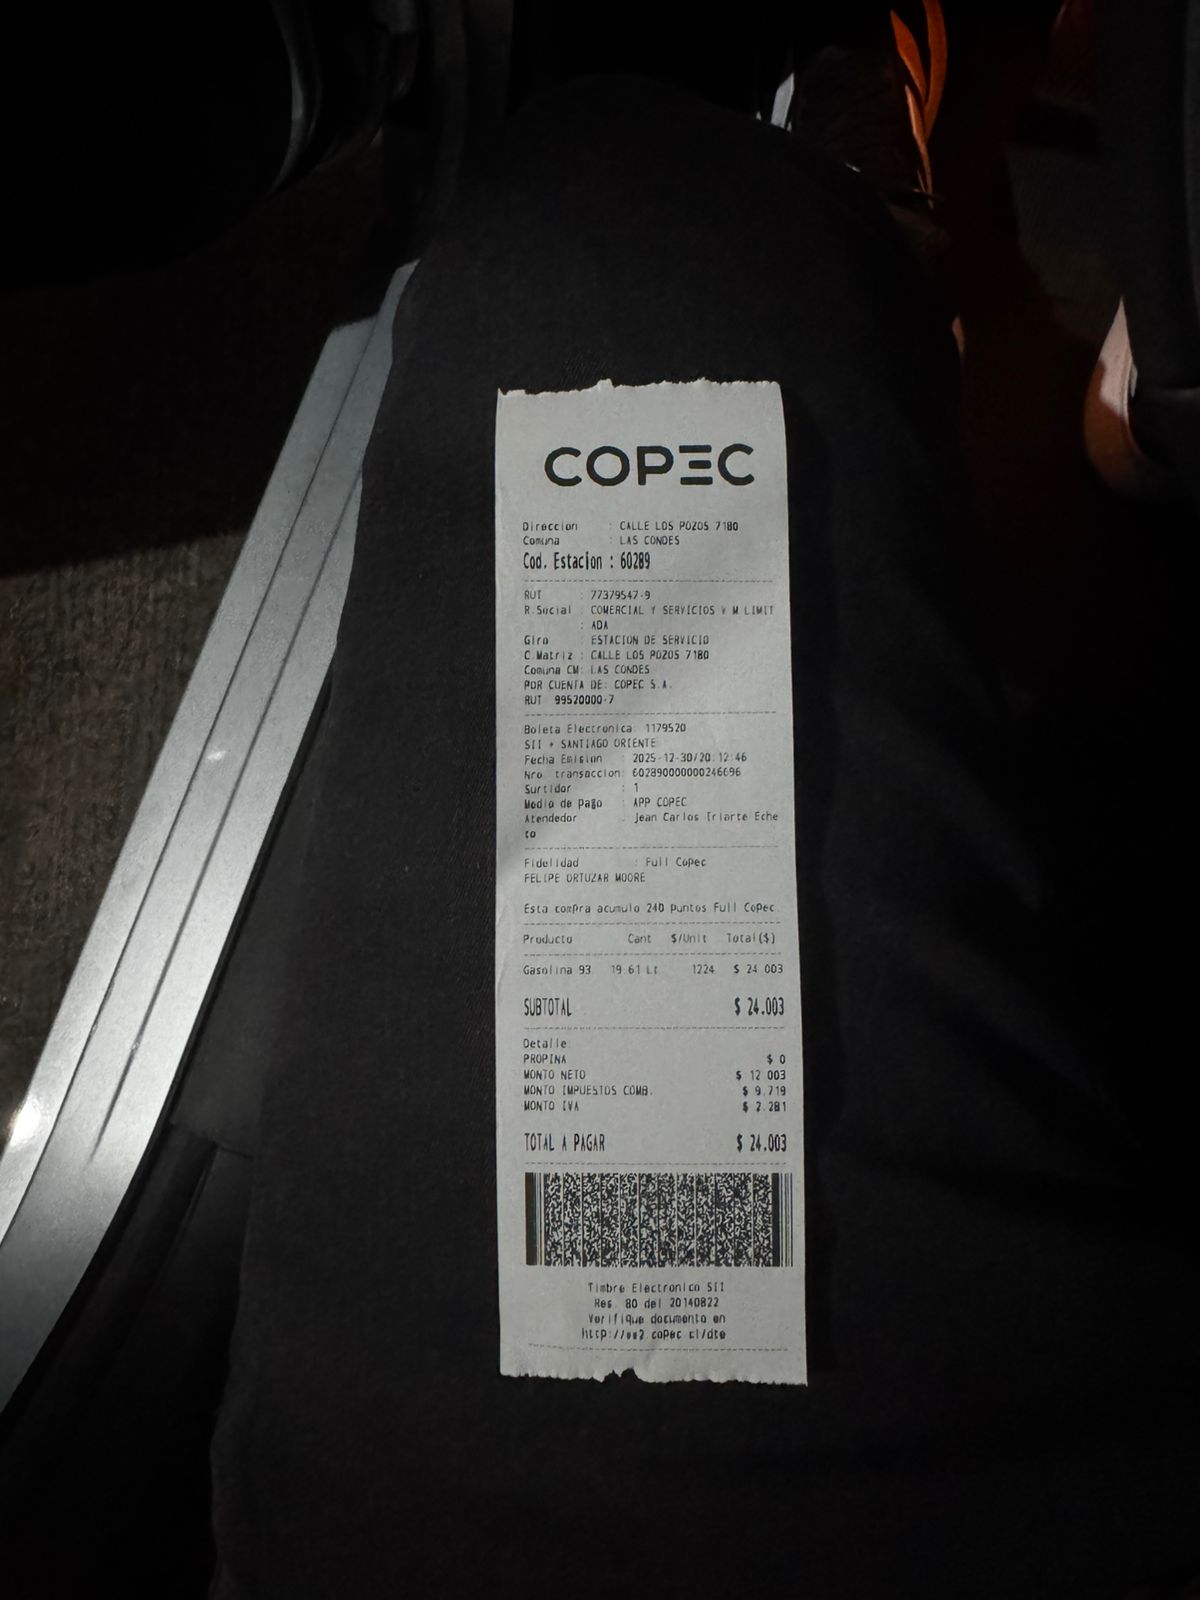 COPEC
Direccion : CALLE LOS POZOS 7180
Comuna : LAS CONDES
Cod. Estacion : 60289
RUT : 77379547-9
R.Social : COMERCIAL Y SERVICIOS V M LIMIT
: ADA
Giro : ESTACION DE SERVICIO
C.Matriz : CALLE LOS POZOS 7180
Comuna CM: LAS CONDES
POR CUENTA DE: COPEC S.A.
RUT 99520000-7
Boleta Electronica: 1179520
SII - SANTIAGO ORIENTE
Fecha Emision : 2025-12-30/20:12:46
Nro. transaccion: 602890000000246696
Surtidor : 1
Medio de Pago : APP COPEC
Atendedor : Jean Carlos Iriarte Eche
to
Fidelidad : Full Copec
FELIPE ORTUZAR MOORE
Esta compra acumulo 240 Puntos Full Copec.
Producto Cant $/Unit Total($)
Gasolina 93 19.61 Lt 1224 $ 24.003
SUBTOTAL $ 24.003
Detalle:
PROPINA $ 0
MONTO NETO $ 12.003
MONTO IMPUESTOS COMB. $ 9.719
MONTO IVA $ 2.281
TOTAL A PAGAR $ 24.003
Timbre Electronico SII
Res. 80 del 20140822
Verifique documento en
copec.cl/dte